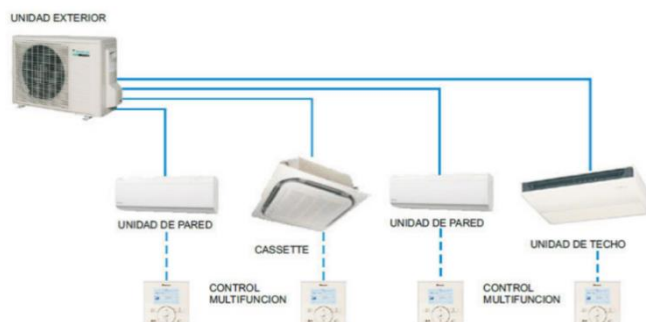 UNIDAD EXTERIOR
UNIDAD DE PARED
CASSETTE
UNIDAD DE PARED
UNIDAD DE TECHO
CONTROL
MULTIFUNCION
CONTROL
MULTIFUNCION